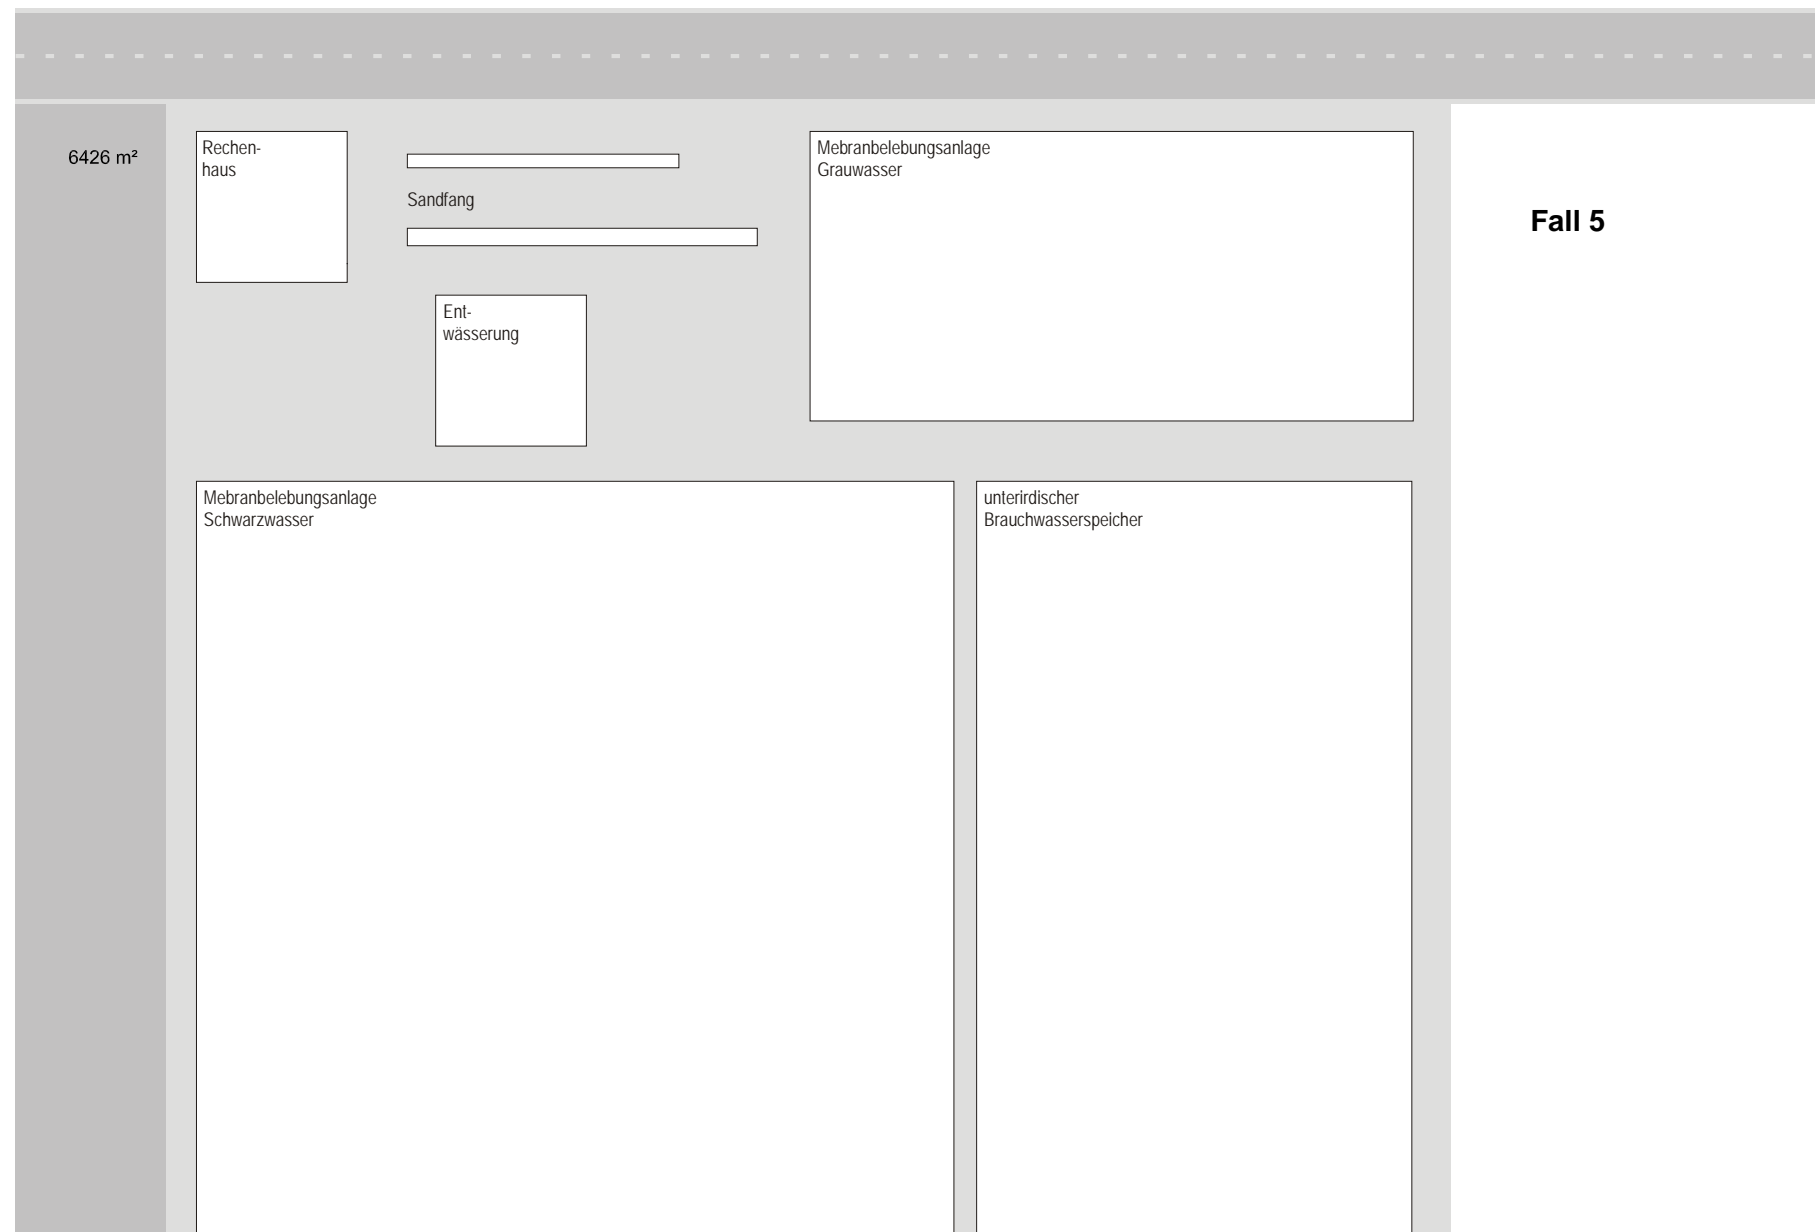 6426 m²
Rechen-
haus
Sandfang
Mebranbelebungsanlage
Grauwasser
Fall 5
Ent-
wässerung
Mebranbelebungsanlage
Schwarzwasser
unterirdischer
Brauchwasserspeicher